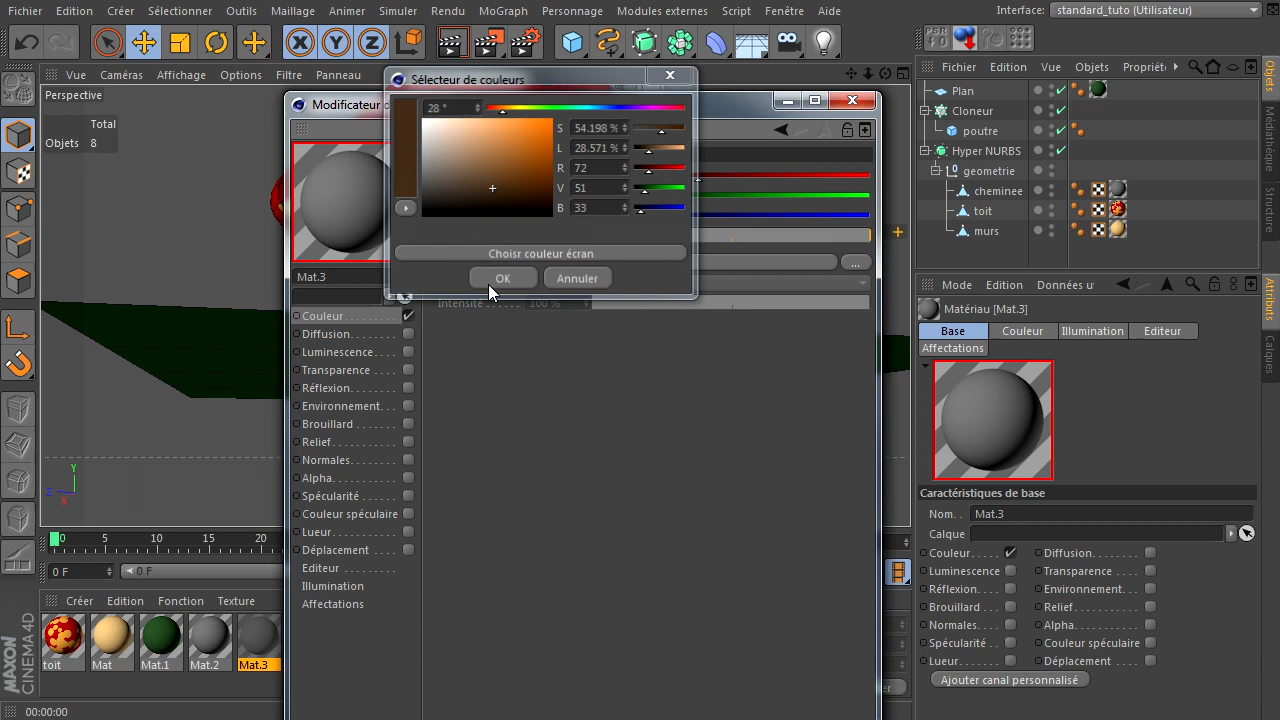 Fichier Edition Créer Sélectionner Outils Maillage Animer Simuler Rendu MoGraph Personnage Modules externes Script Fenêtre Aide
Interface: standard_tuto (Utilisateur)
X Y Z
PSR
Vue Caméras Affichage Options Filtre Panneau
Perspective
Total
Objets 8
Modificateur d
Sélecteur de couleurs
28 °
S 54.198 %
L 28.571 %
R 72
V 51
B 33
Choisir couleur écran
OK Annuler
...
Mat.3
Intensité . . . . . . 100 %
Couleur
Diffusion
Luminescence
Transparence
Réflexion
Environnement
Brouillard
Relief
Normales
Alpha
Spécularité
Couleur spéculaire
Lueur
Déplacement
Editeur
Illumination
Affectations
Fichier Edition Vue Objets Propriét
Plan
Cloneur
poutre
Hyper NURBS
geometrie
cheminee
toit
murs
Objets
Structure
Mode Edition Données u
Attributs
Calques
Matériau [Mat.3]
Base Couleur Illumination Editeur
Affectations
Caractéristiques de base
Nom. . Mat.3
Calque
Couleur Diffusion
Luminescence Transparence
Réflexion Environnement
Brouillard Relief
Normales Alpha
Spécularité Couleur spéculaire
Lueur Déplacement
Ajouter canal personnalisé
Y
Z
X
0 5 10 15 20
0 F 0 F
Créer Edition Fonction Texture
toit Mat Mat.1 Mat.2 Mat.3
MAXON
CINEMA 4D
00:00:00